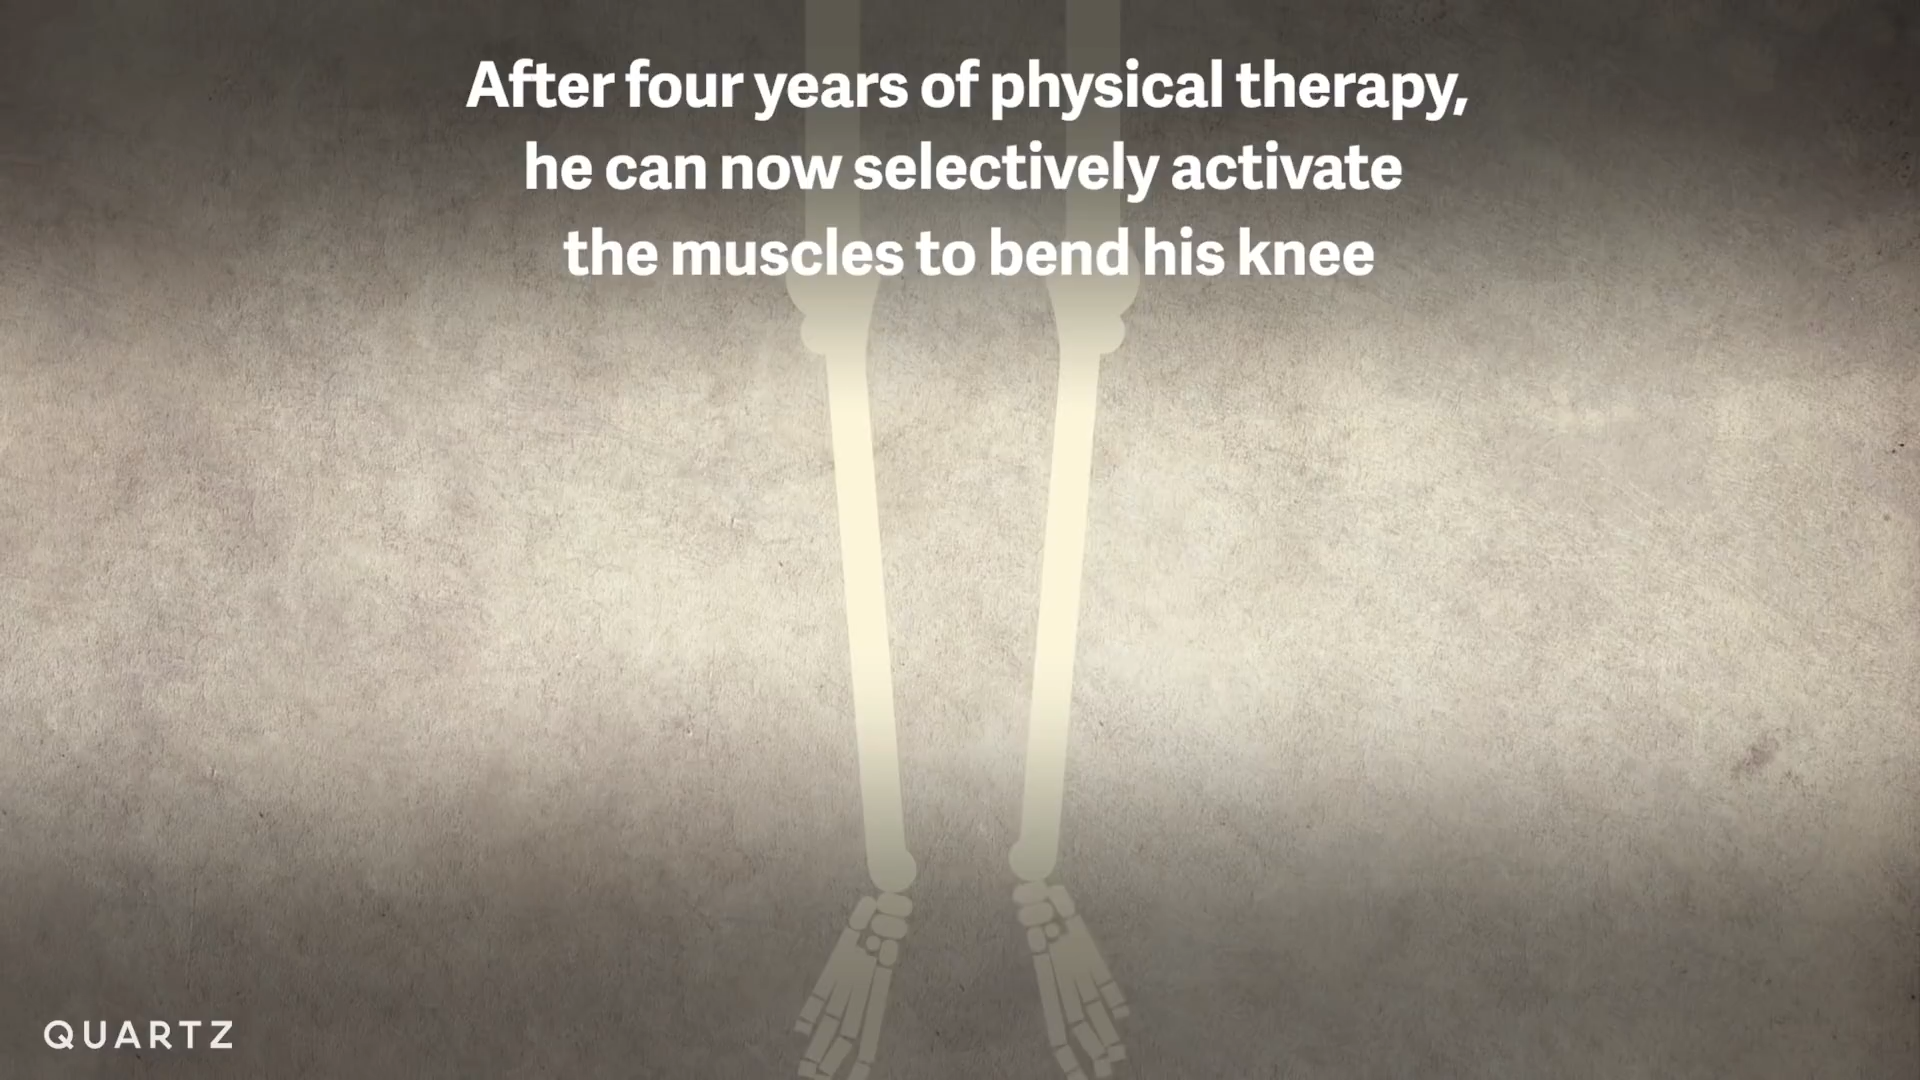 After four years of physical therapy,
he can now selectively activate
the muscles to bend his knee
QUARTZ